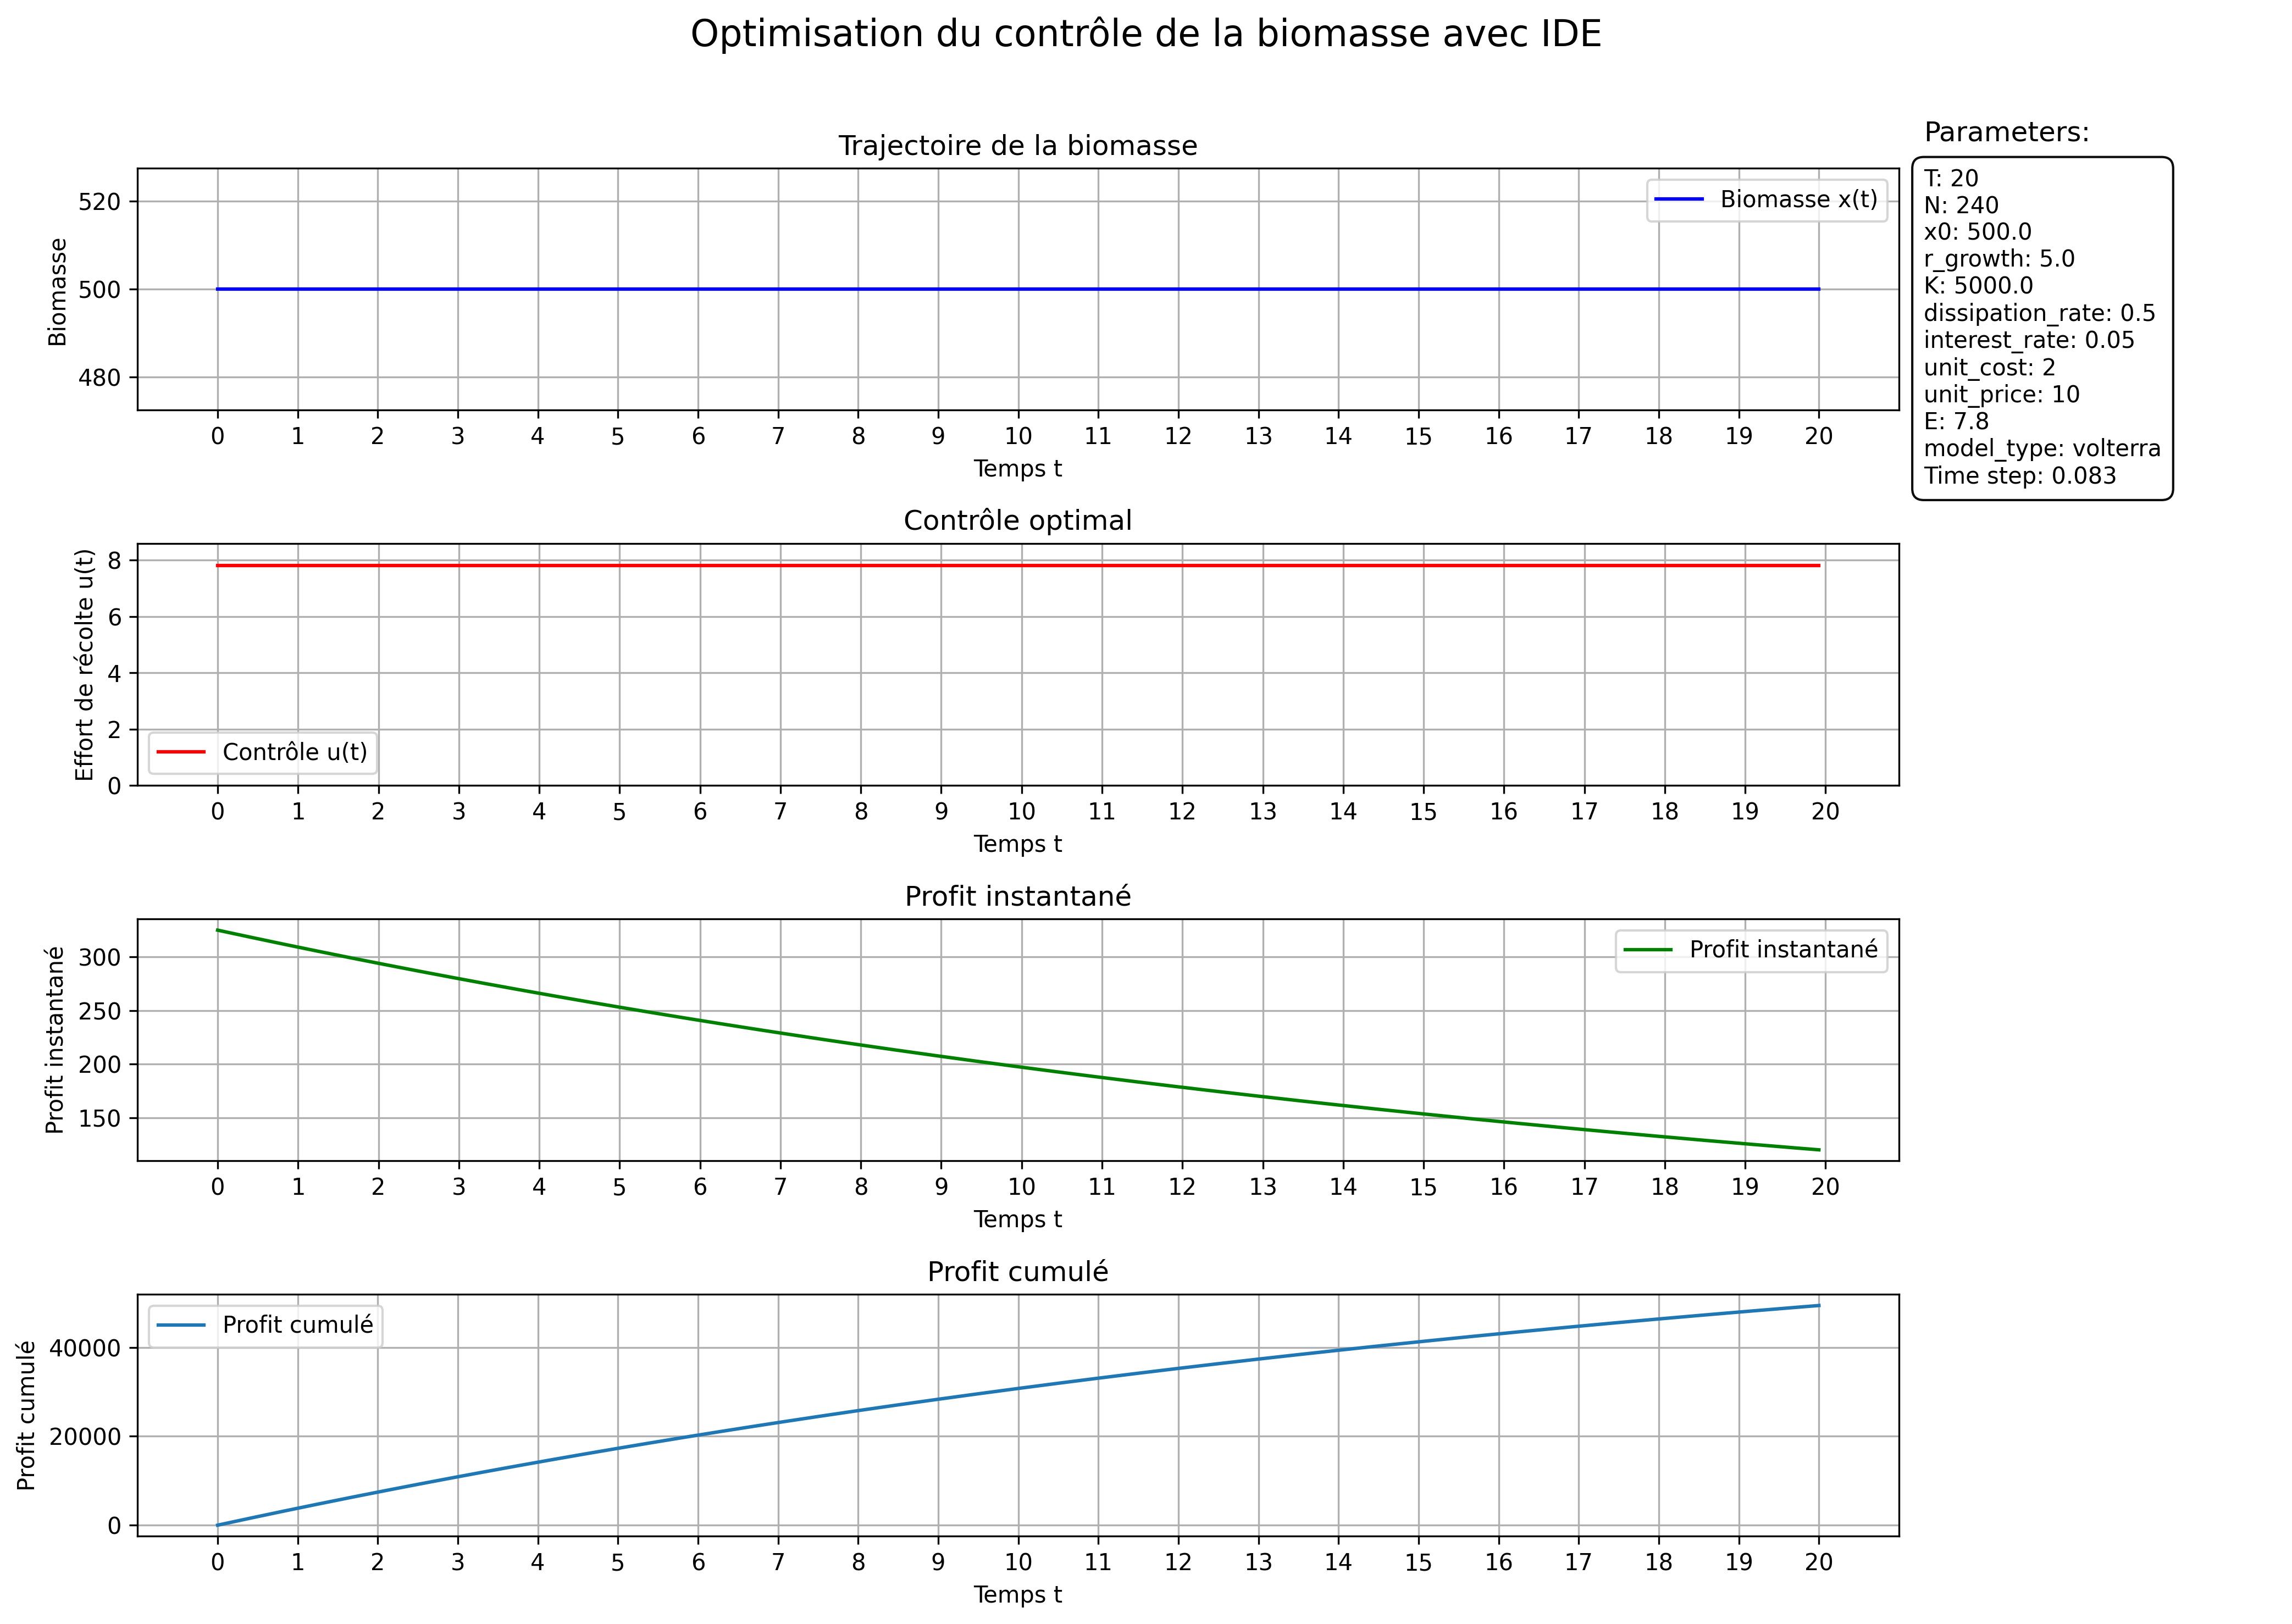 Optimisation du contrôle de la biomasse avec IDE
Trajectoire de la biomasse
Biomasse
520
500
480
Biomasse x(t)
0 1 2 3 4 5 6 7 8 9 10 11 12 13 14 15 16 17 18 19 20
Temps t
Parameters:
T: 20
N: 240
x0: 500.0
r_growth: 5.0
K: 5000.0
dissipation_rate: 0.5
interest_rate: 0.05
unit_cost: 2
unit_price: 10
E: 7.8
model_type: volterra
Time step: 0.083
Contrôle optimal
Effort de récolte u(t)
8
6
4
2
0
Contrôle u(t)
0 1 2 3 4 5 6 7 8 9 10 11 12 13 14 15 16 17 18 19 20
Temps t
Profit instantané
Profit instantané
300
250
200
150
Profit instantané
0 1 2 3 4 5 6 7 8 9 10 11 12 13 14 15 16 17 18 19 20
Temps t
Profit cumulé
Profit cumulé
40000
20000
0
Profit cumulé
0 1 2 3 4 5 6 7 8 9 10 11 12 13 14 15 16 17 18 19 20
Temps t